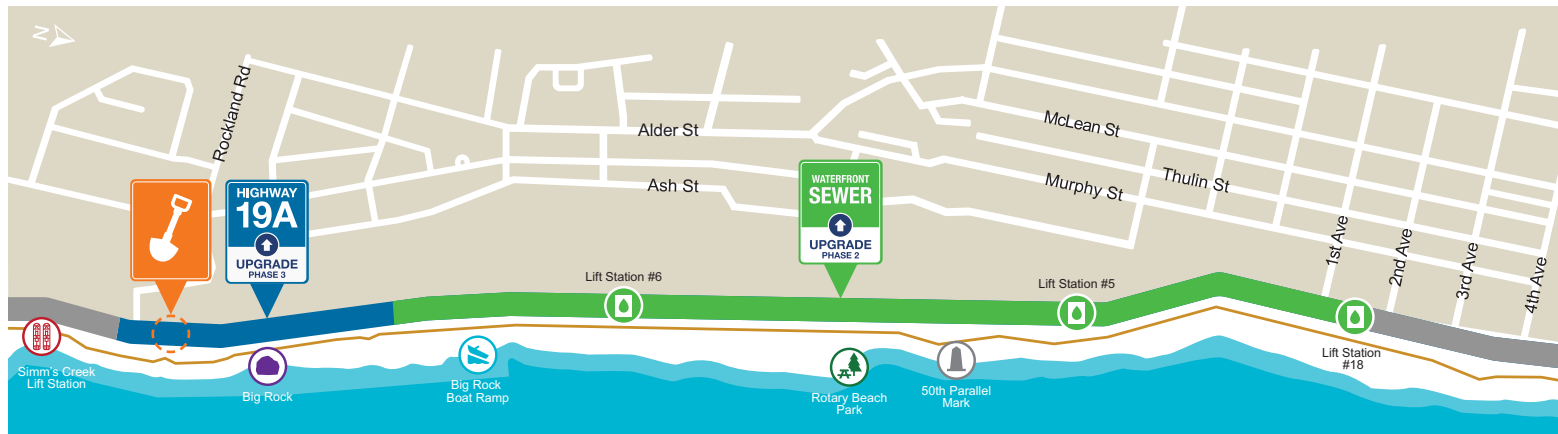 N
Rockland Rd
HIGHWAY
19A
UPGRADE
PHASE 3
Alder St
Ash St
WATERFRONT
SEWER
UPGRADE
PHASE 2
McLean St
Murphy St
Thulin St
1st Ave
2nd Ave
3rd Ave
4th Ave
Lift Station #6
Lift Station #5
Lift Station
#18
Simm's Creek
Lift Station
Big Rock
Big Rock
Boat Ramp
Rotary Beach
Park
50th Parallel
Mark